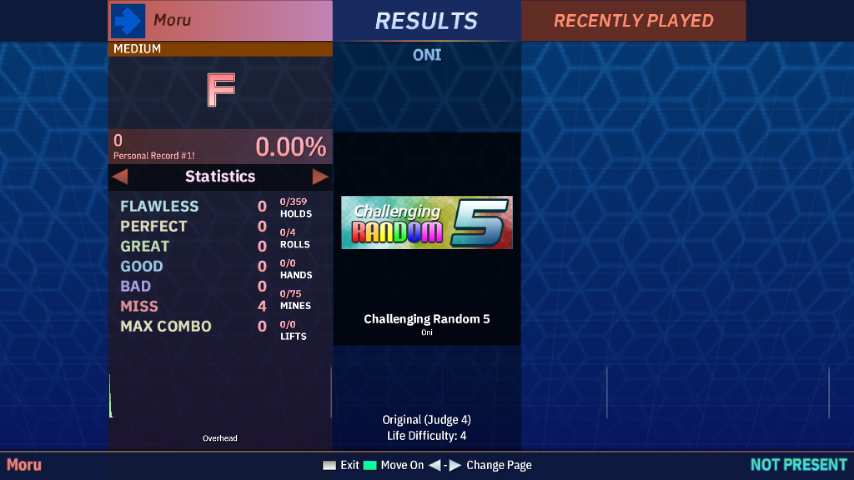 Moru
RESULTS
RECENTLY PLAYED
MEDIUM
F
0
Personal Record #1!
0.00%
Statistics
FLAWLESS 0
PERFECT 0
GREAT 0
GOOD 0
BAD 0
MISS 4
MAX COMBO 0
0/359
HOLDS
0/4
ROLLS
0/0
HANDS
0/75
MINES
0/0
LIFTS
Overhead
ONI
Challenging
RANDOM 5
Challenging Random 5
Oni
Original (Judge 4)
Life Difficulty: 4
Moru
Exit Move On - Change Page
NOT PRESENT